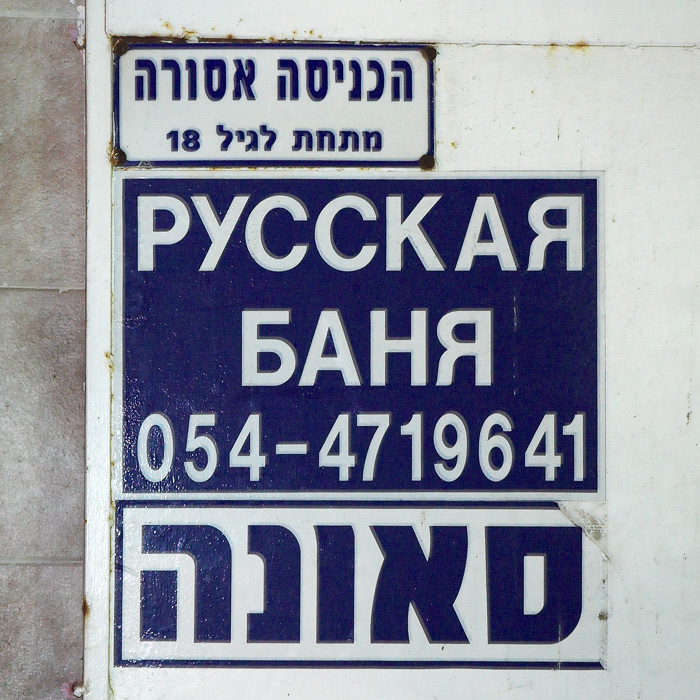 הכניסה אסורה
מתחת לגיל 18
РУССКАЯ
БАНЯ
054-4719641
סאונה